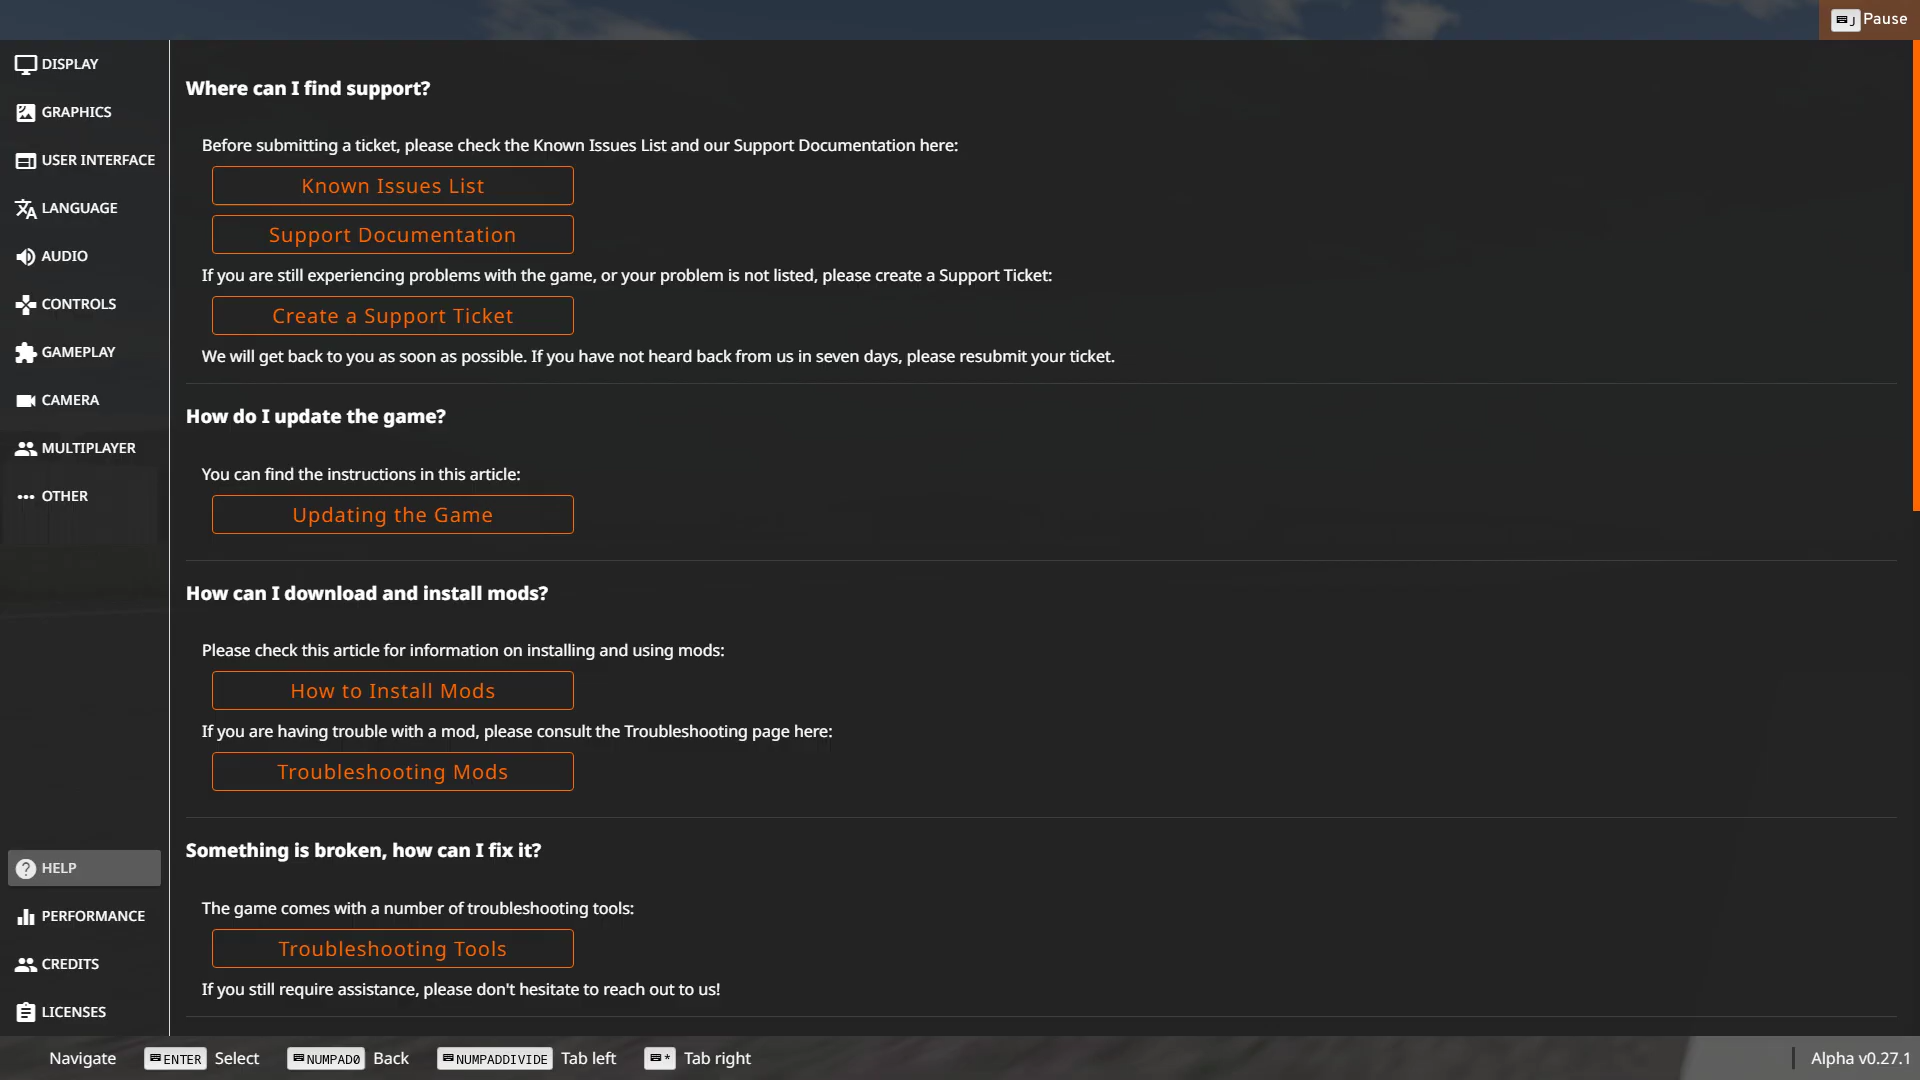 J Pause
DISPLAY
GRAPHICS
USER INTERFACE
LANGUAGE
AUDIO
CONTROLS
GAMEPLAY
CAMERA
MULTIPLAYER
OTHER
HELP
PERFORMANCE
CREDITS
LICENSES
Where can I find support?
Before submitting a ticket, please check the Known Issues List and our Support Documentation here:
Known Issues List
Support Documentation
If you are still experiencing problems with the game, or your problem is not listed, please create a Support Ticket:
Create a Support Ticket
We will get back to you as soon as possible. If you have not heard back from us in seven days, please resubmit your ticket.
How do I update the game?
You can find the instructions in this article:
Updating the Game
How can I download and install mods?
Please check this article for information on installing and using mods:
How to Install Mods
If you are having trouble with a mod, please consult the Troubleshooting page here:
Troubleshooting Mods
Something is broken, how can I fix it?
The game comes with a number of troubleshooting tools:
Troubleshooting Tools
If you still require assistance, please don't hesitate to reach out to us!
Navigate ENTER Select NUMPAD0 Back NUMPADDIVIDE Tab left * Tab right
Alpha v0.27.1